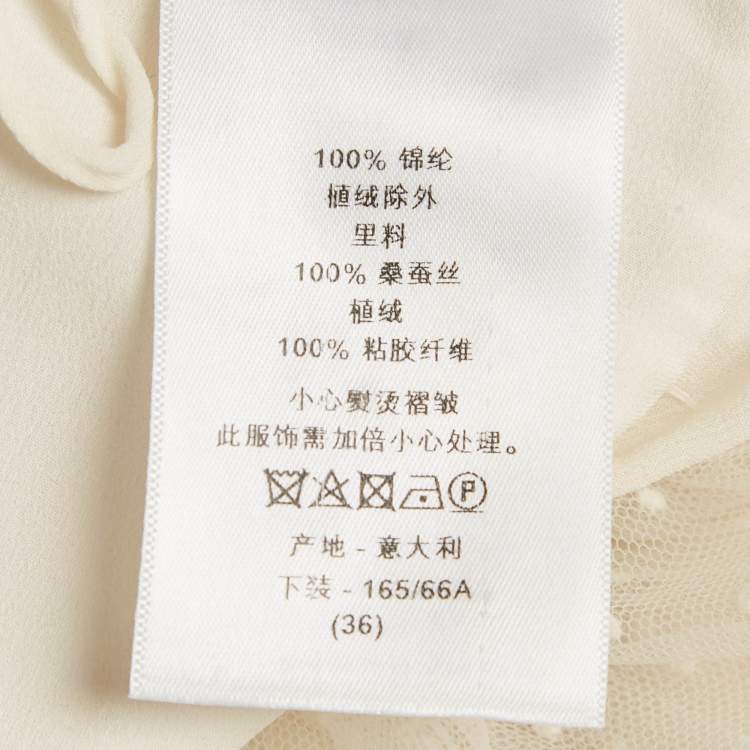 100% 锦纶
植绒除外
里料
100% 桑蚕丝
植绒
100% 粘胶纤维
小心熨烫褶皱
此服饰需加倍小心处理。
P
产地 - 意大利
下装 - 165/66A
(36)